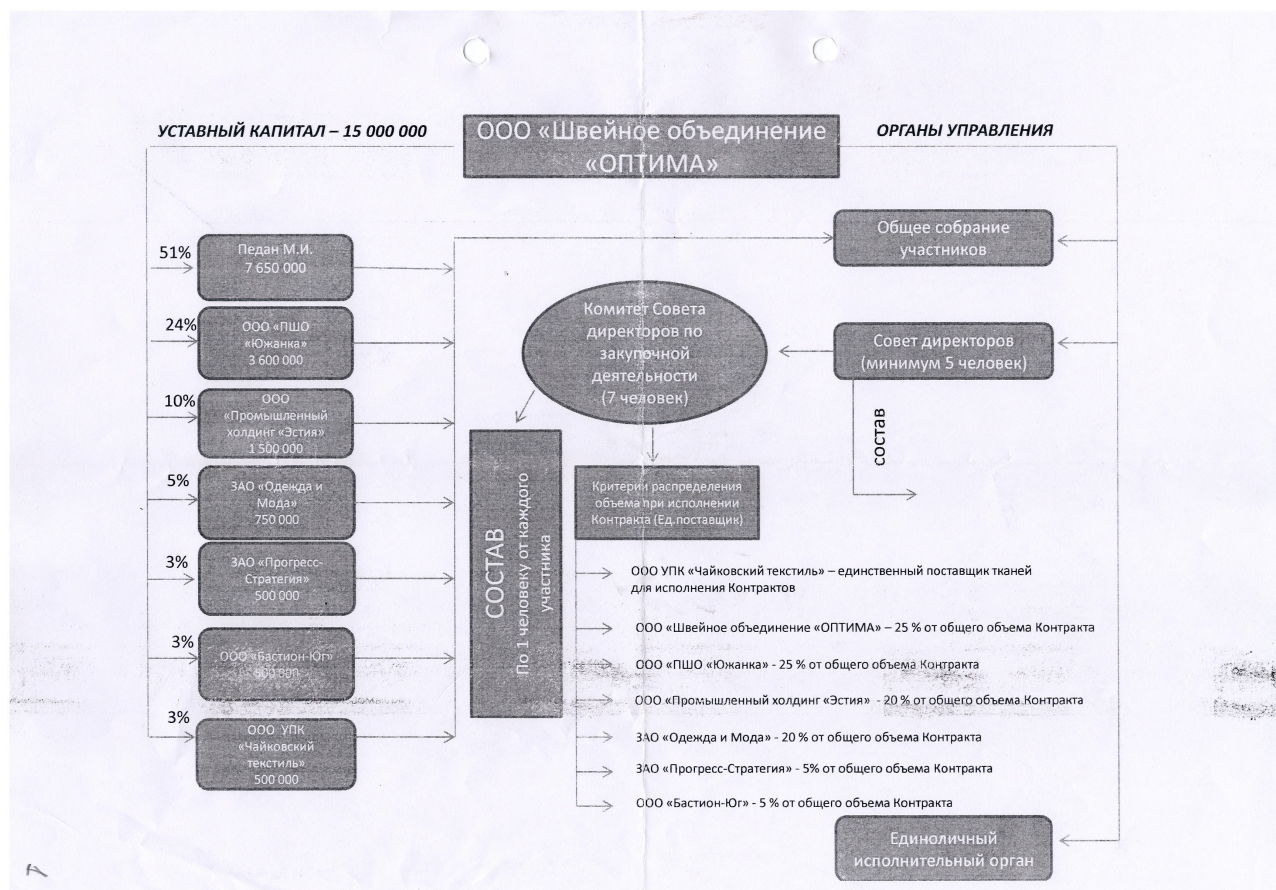 УСТАВНЫЙ КАПИТАЛ – 15 000 000
ООО «Швейное объединение
«ОПТИМА»
ОРГАНЫ УПРАВЛЕНИЯ
51%
Педан М.И.
7 650 000
24%
ООО «ПШО
«Южанка»
3 600 000
10%
ООО
«Промышленный
холдинг «Эстия»
1 500 000
5%
ЗАО «Одежда и
Мода»
750 000
3%
ЗАО «Прогресс-
Стратегия»
500 000
3%
ООО «Бастион-Юг»
3%
ООО УПК
«Чайковский
текстиль»
500 000
Общее собрание
участников
Комитет Совета
директоров по
закупочной
деятельности
(7 человек)
Совет директоров
(минимум 5 человек)
состав
СОСТАВ
По 1 человеку от каждого
участника
Критерии распределения
объема при исполнении
Контракта (Ед.поставщик)
ООО УПК «Чайковский текстиль» – единственный поставщик тканей
для исполнения Контрактов
ООО «Швейное объединение «ОПТИМА» – 25 % от общего объема Контракта
ООО «ПШО «Южанка» - 25 % от общего объема Контракта
ООО «Промышленный холдинг «Эстия» - 20 % от общего объема Контракта
ЗАО «Одежда и Мода» - 20 % от общего объема Контракта
ЗАО «Прогресс-Стратегия» - 5% от общего объема Контракта
ООО «Бастион-Юг» - 5 % от общего объема Контракта
Единоличный
исполнительный орган